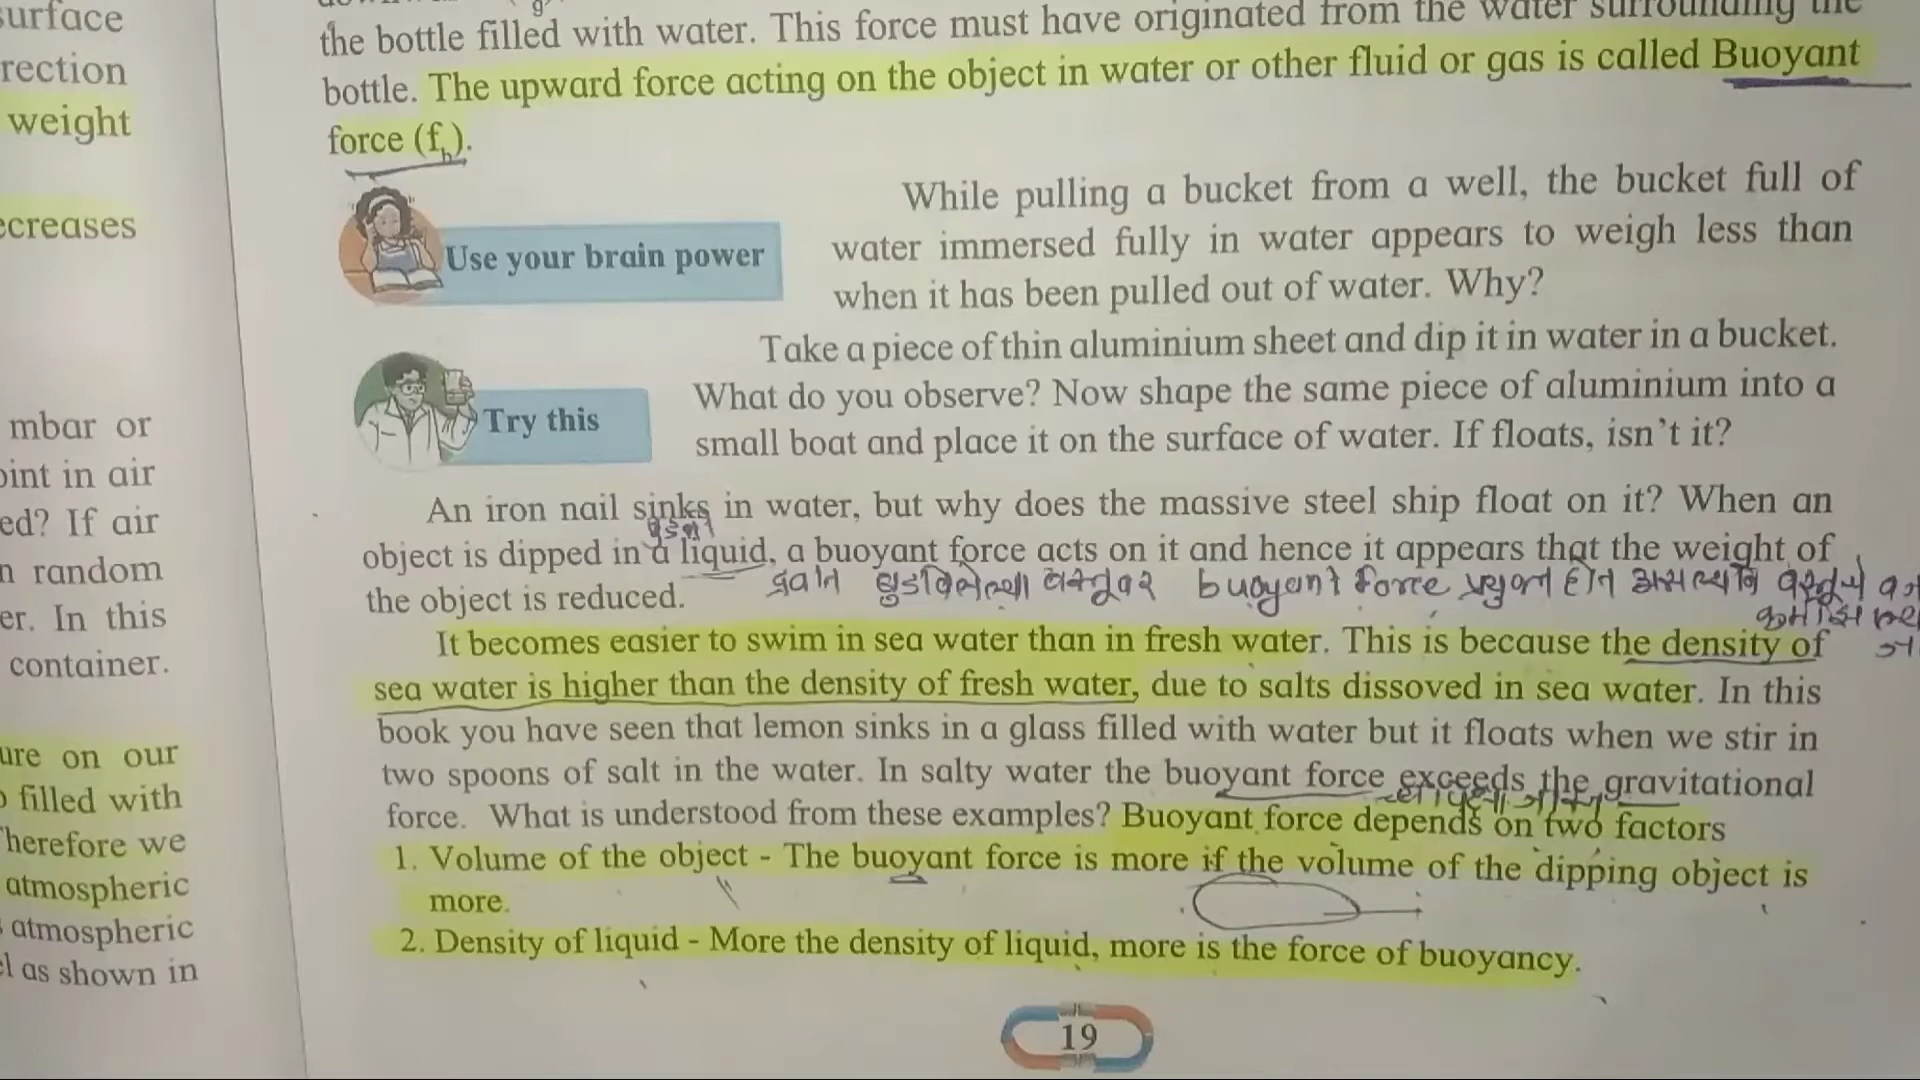 surface
rection
weight
ecreases
mbar or
oint in air
ed? If air
n random
er. In this
container.
ure on our
filled with
Therefore we
atmospheric
atmospheric
el as shown in
the bottle filled with water. This force must have originated from the water surrounding the
bottle. The upward force acting on the object in water or other fluid or gas is called Buoyant
force (fb).
Use your brain power
While pulling a bucket from a well, the bucket full of
water immersed fully in water appears to weigh less than
when it has been pulled out of water. Why?
Try this
Take a piece of thin aluminium sheet and dip it in water in a bucket.
What do you observe? Now shape the same piece of aluminium into a
small boat and place it on the surface of water. If floats, isn't it?
An iron nail sinks in water, but why does the massive steel ship float on it? When an
object is dipped in a liquid, a buoyant force acts on it and hence it appears that the weight of
the object is reduced.
buoyant force
It becomes easier to swim in sea water than in fresh water. This is because the density of
sea water is higher than the density of fresh water, due to salts dissoved in sea water. In this
book you have seen that lemon sinks in a glass filled with water but it floats when we stir in
two spoons of salt in the water. In salty water the buoyant force exceeds the gravitational
force. What is understood from these examples? Buoyant force depends on two factors
1. Volume of the object - The buoyant force is more if the volume of the dipping object is
more.
2. Density of liquid - More the density of liquid, more is the force of buoyancy.
19